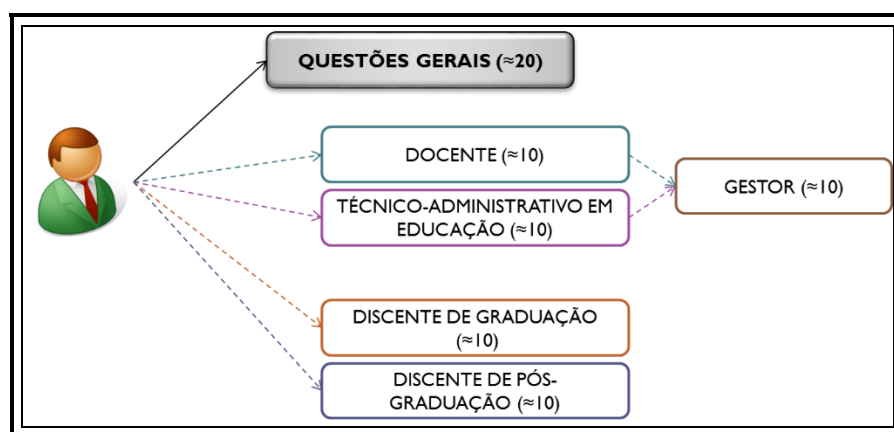 QUESTÕES GERAIS (≈20)
DOCENTE (≈10)
TÉCNICO-ADMINISTRATIVO EM
EDUCAÇÃO (≈10)
GESTOR (≈10)
DISCENTE DE GRADUAÇÃO
(≈10)
DISCENTE DE PÓS-
GRADUAÇÃO (≈10)